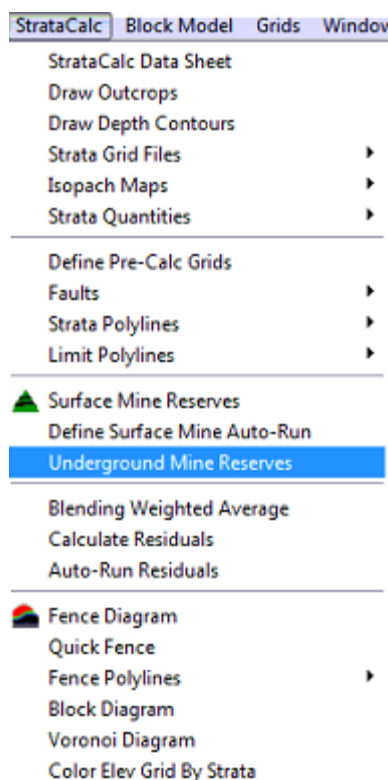 StrataCalc Block Model Grids Window
StrataCalc Data Sheet
Draw Outcrops
Draw Depth Contours
Strata Grid Files
Isopach Maps
Strata Quantities
Define Pre-Calc Grids
Faults
Strata Polylines
Limit Polylines
Surface Mine Reserves
Define Surface Mine Auto-Run
Underground Mine Reserves
Blending Weighted Average
Calculate Residuals
Auto-Run Residuals
Fence Diagram
Quick Fence
Fence Polylines
Block Diagram
Voronoi Diagram
Color Elev Grid By Strata